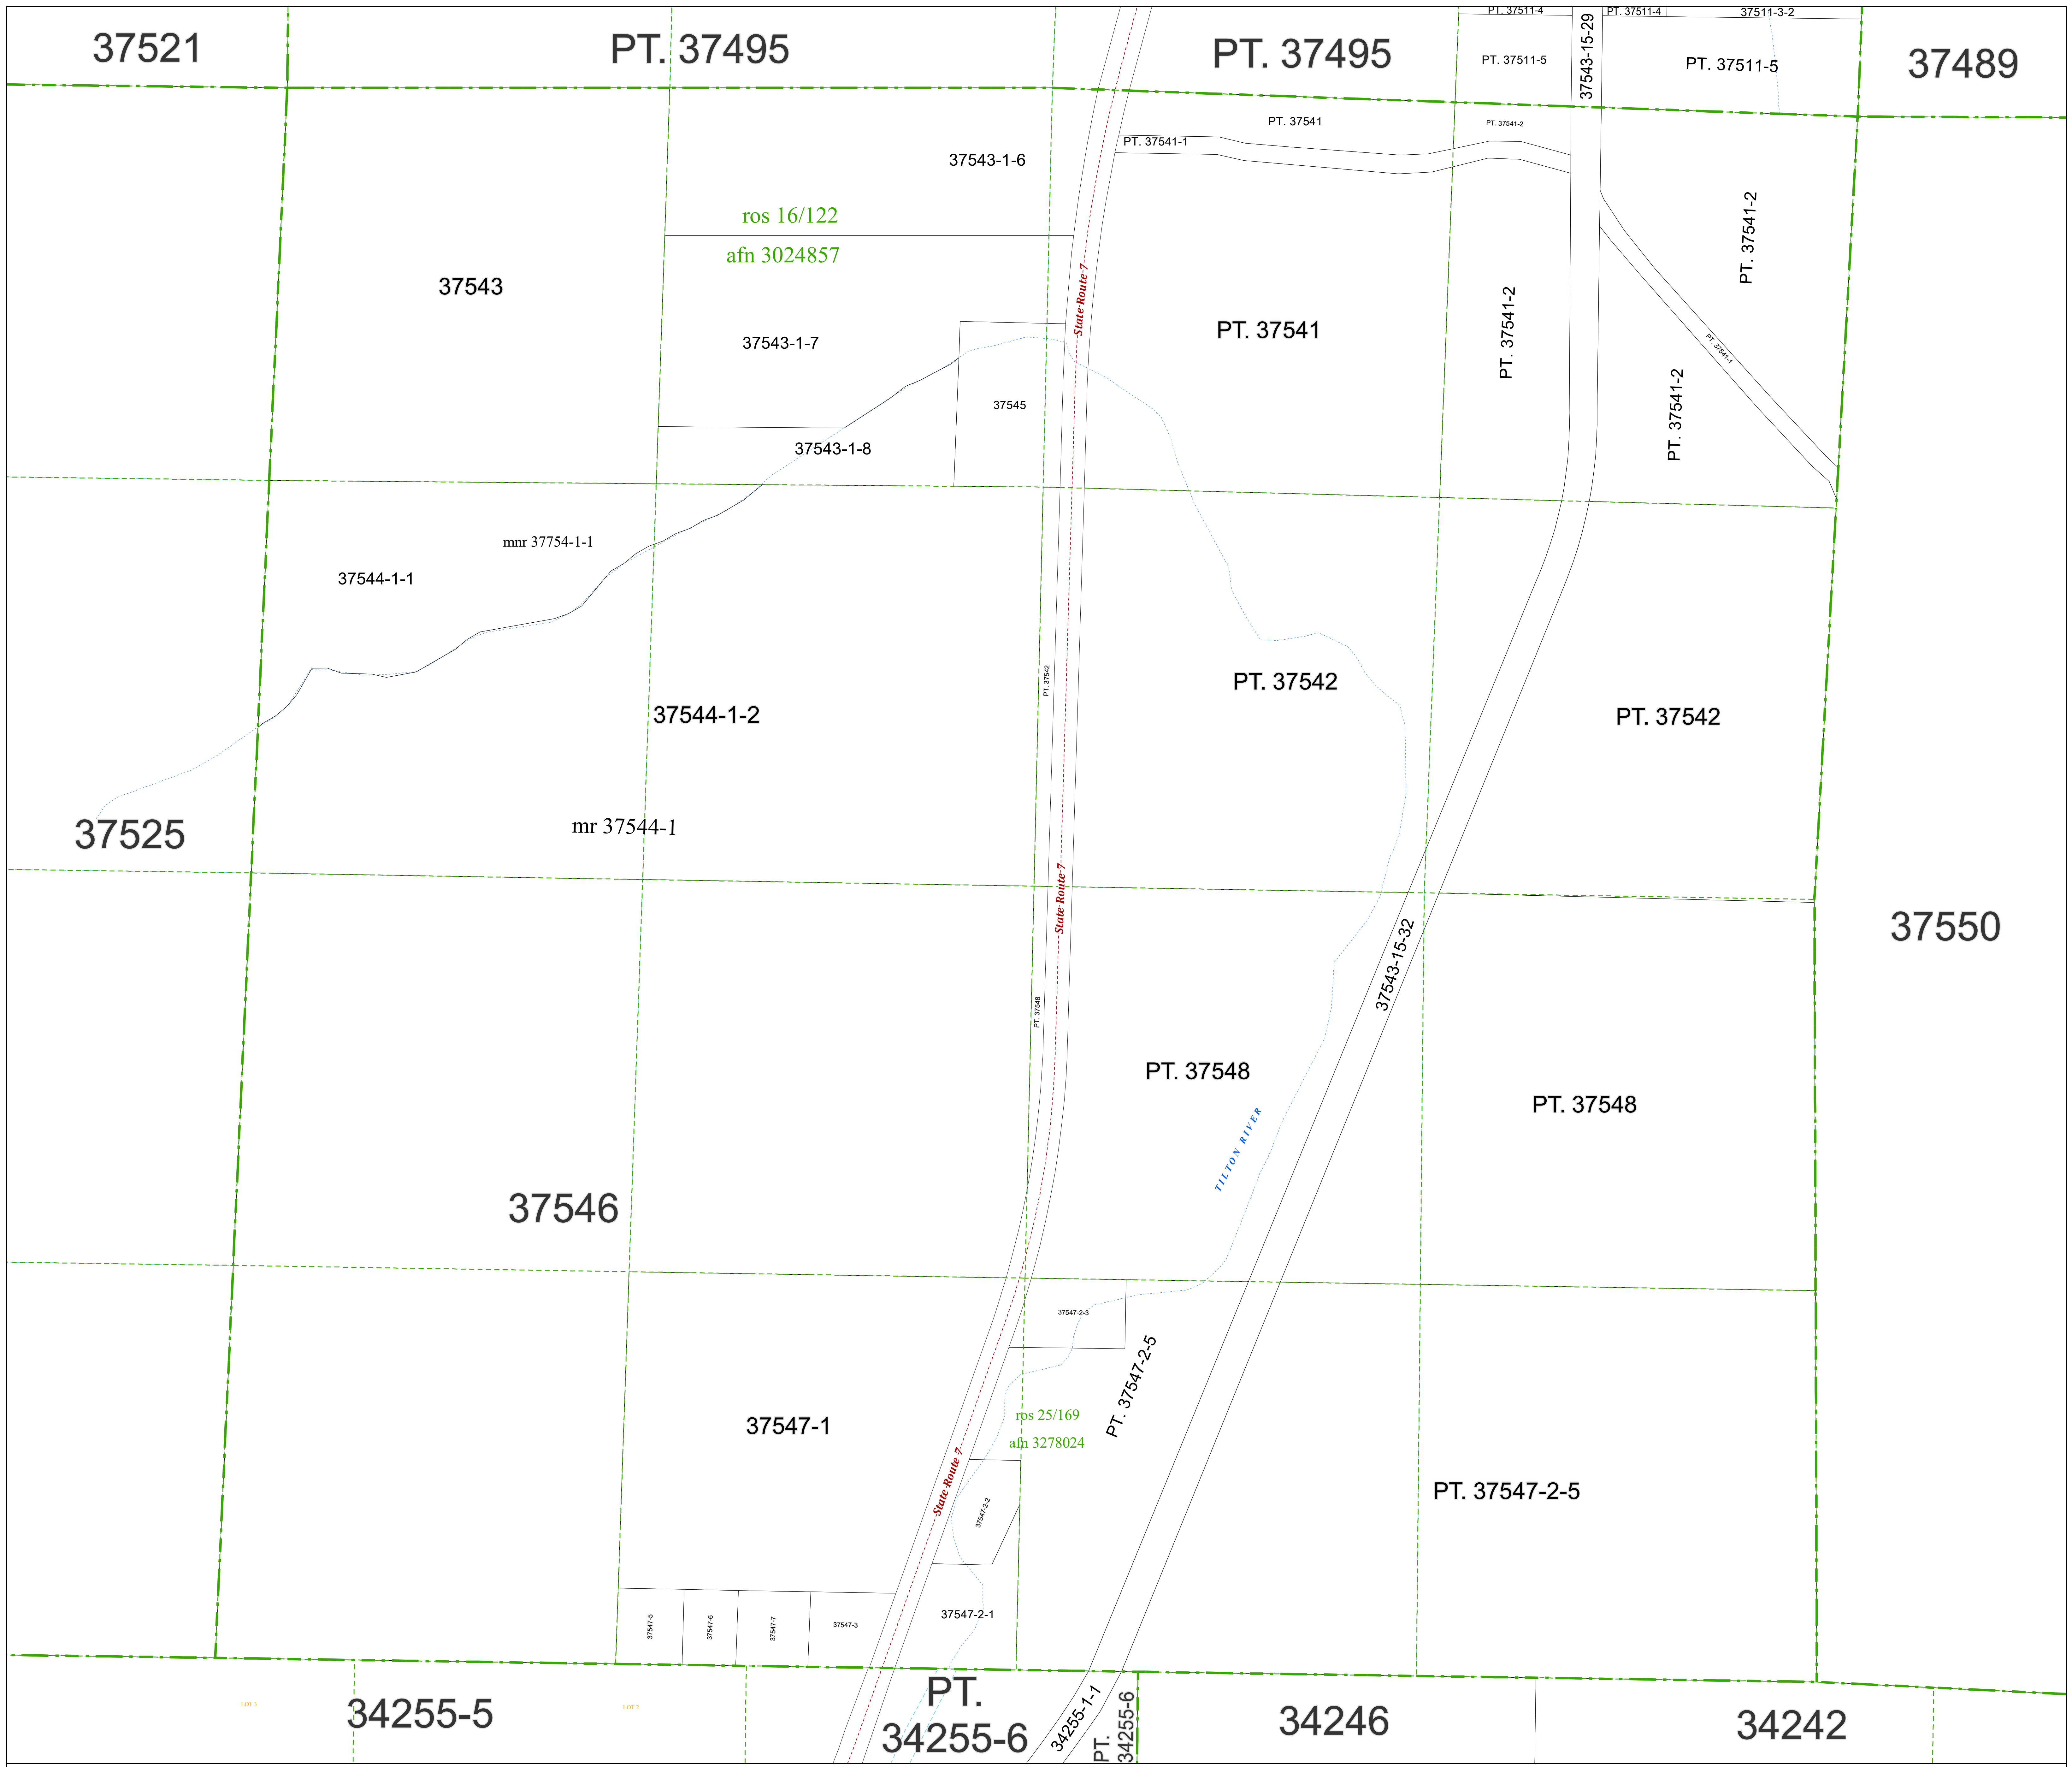 PT. 37511-4
PT. 37511-4
37511-3-2
37521
PT. 37495
PT. 37495
PT. 37511-5
37543-15-29
PT. 37511-5
37489
PT. 37541
PT. 37541-2
PT. 37541-1
37543-1-6
ros 16/122
afn 3024857
PT. 37541-2
37543
State Route 7
PT. 37541
PT. 37541-2
37543-1-7
PT. 37541-1
37545
PT. 37541-2
37543-1-8
mnr 37754-1-1
37544-1-1
PT. 37542
PT. 37542
37544-1-2
PT. 37542
mr 37544-1
37525
State Route 7
37550
37543-15-32
PT. 37548
PT. 37548
PT. 37548
TILTON RIVER
37546
37547-2-3
PT. 37547-2-5
ros 25/169
afn 3278024
37547-1
State Route 7
PT. 37547-2-5
37547-2-2
37547-2-1
37547-5
37547-6
37547-7
37547-3
LOT 3
34255-5
LOT 2
PT.
34255-6
34255-1-1
PT.
34255-6
34246
34242